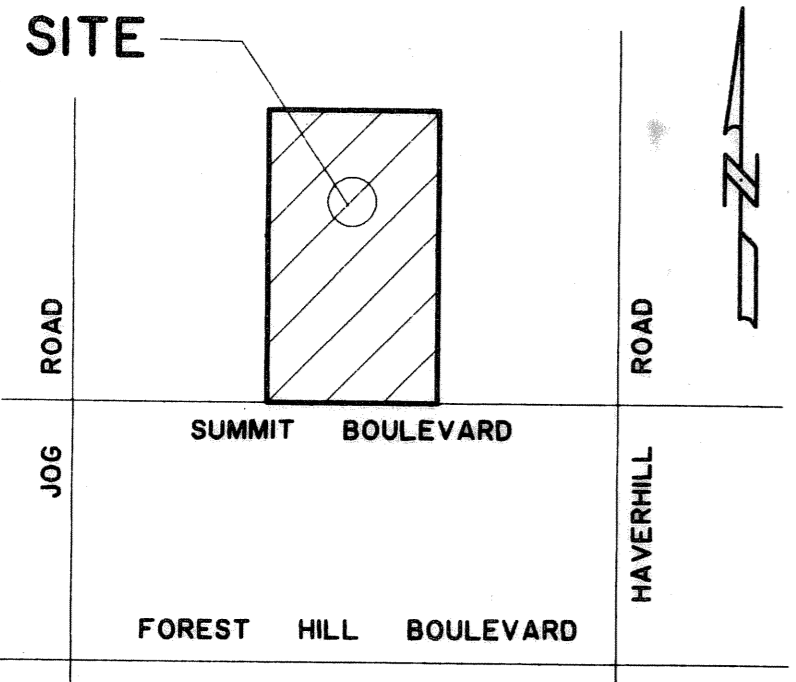 SITE
N
JOG ROAD
HAVERHILL ROAD
SUMMIT BOULEVARD
FOREST HILL BOULEVARD